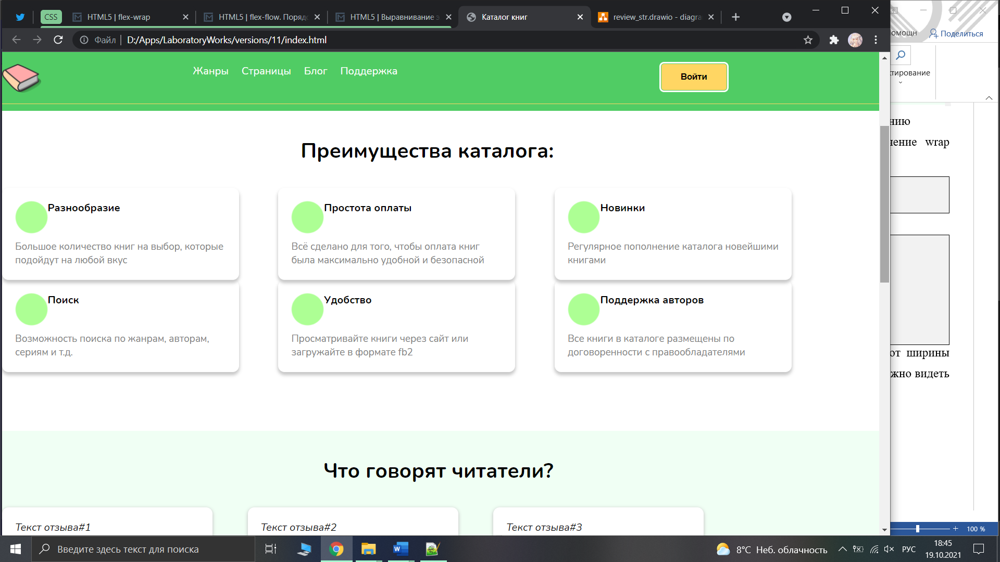 CSS
HTML5 | flex-wrap
HTML5 | flex-flow. Поряд
HTML5 | Выравнивание э
Каталог книг
review_str.drawio - diagra
Файл
D:/Apps/LaboratoryWorks/versions/11/index.html
омощн
Поделиться
тирование
Жанры
Страницы
Блог
Поддержка
Войти
нию
чение wrap
Преимущества каталога:
Разнообразие
Большое количество книг на выбор, которые
подойдут на любой вкус
Простота оплаты
Всё сделано для того, чтобы оплата книг
была максимально удобной и безопасной
Новинки
Регулярное пополнение каталога новейшими
книгами
Поиск
Возможность поиска по жанрам, авторам,
сериям и т.д.
Удобство
Просматривайте книги через сайт или
загружайте в формате fb2
Поддержка авторов
Все книги в каталоге размещены по
договоренности с правообладателями
от ширины
жно видеть
Что говорят читатели?
Текст отзыва#1
Текст отзыва#2
Текст отзыва#3
100 %
Введите здесь текст для поиска
8°C Неб. облачность
РУС
18:45
19.10.2021